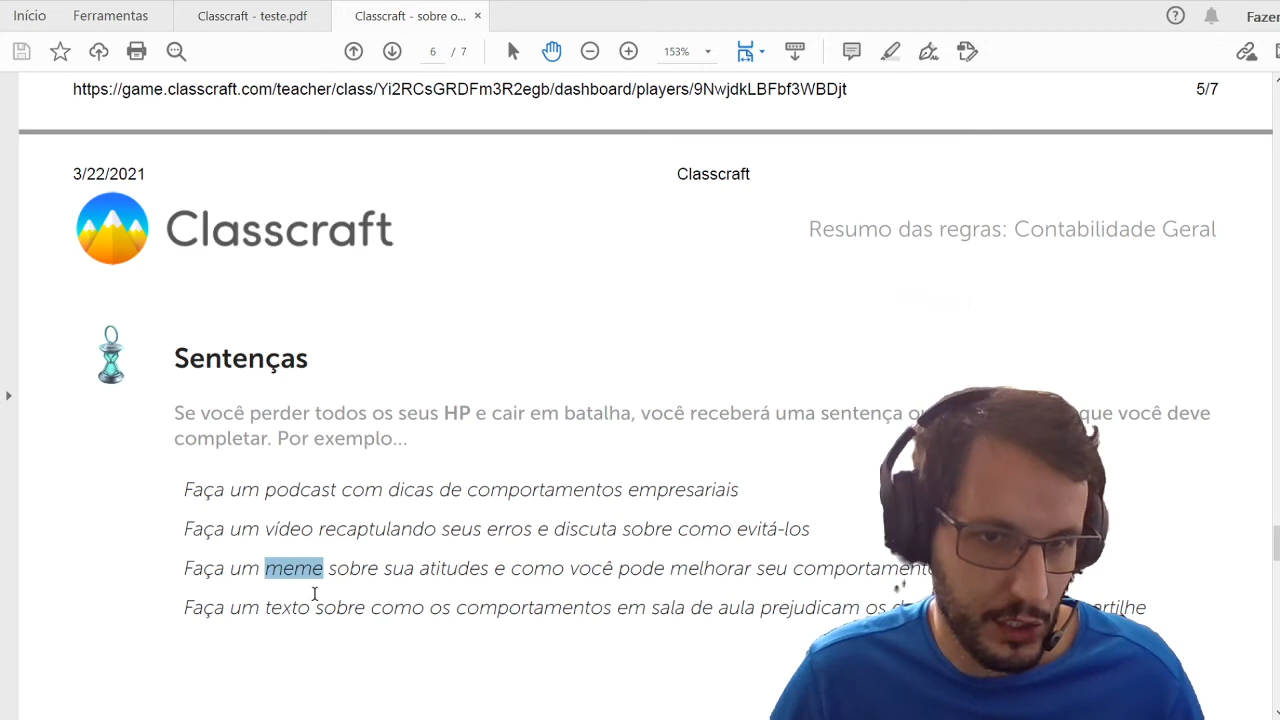 Início Ferramentas Classcraft - teste.pdf Classcraft - sobre o... ×
Fazer
6 / 7 153%
https://game.classcraft.com/teacher/class/Yi2RCsGRDFm3R2egb/dashboard/players/9NwjdkLBFbf3WBDjt 5/7
3/22/2021 Classcraft
Classcraft Resumo das regras: Contabilidade Geral
Sentenças
Se você perder todos os seus HP e cair em batalha, você receberá uma sentença que você deve
completar. Por exemplo...
Faça um podcast com dicas de comportamentos empresariais
Faça um vídeo recaptulando seus erros e discuta sobre como evitá-los
Faça um meme sobre sua atitudes e como você pode melhorar seu comportamento
Faça um texto sobre como os comportamentos em sala de aula prejudicam os